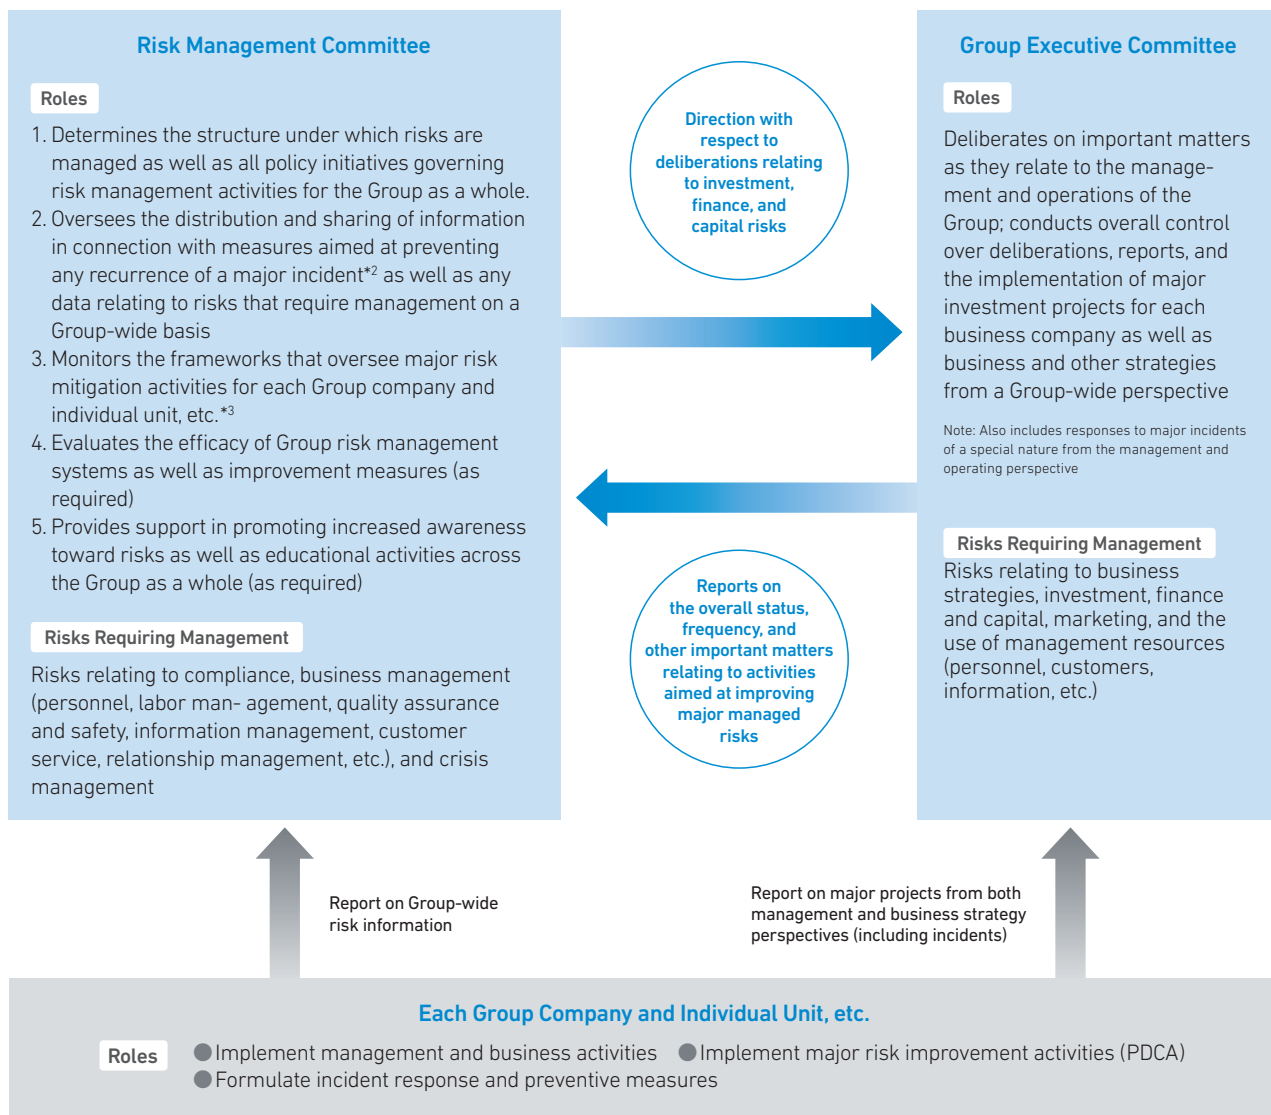 Risk Management Committee
Roles
1. Determines the structure under which risks are
managed as well as all policy initiatives governing
risk management activities for the Group as a whole.
2. Oversees the distribution and sharing of information
in connection with measures aimed at preventing
any recurrence of a major incident*2 as well as any
data relating to risks that require management on a
Group-wide basis
3. Monitors the frameworks that oversee major risk
mitigation activities for each Group company and
individual unit, etc.*3
4. Evaluates the efficacy of Group risk management
systems as well as improvement measures (as
required)
5. Provides support in promoting increased awareness
toward risks as well as educational activities across
the Group as a whole (as required)
Risks Requiring Management
Risks relating to compliance, business management
(personnel, labor man- agement, quality assurance
and safety, information management, customer
service, relationship management, etc.), and crisis
management
Direction with
respect to
deliberations relating
to investment,
finance, and
capital risks
Reports on
the overall status,
frequency, and
other important matters
relating to activities
aimed at improving
major managed
risks
Group Executive Committee
Roles
Deliberates on important matters
as they relate to the manage-
ment and operations of the
Group; conducts overall control
over deliberations, reports, and
the implementation of major
investment projects for each
business company as well as
business and other strategies
from a Group-wide perspective
Note: Also includes responses to major incidents
of a special nature from the management and
operating perspective
Risks Requiring Management
Risks relating to business
strategies, investment, finance
and capital, marketing, and the
use of management resources
(personnel, customers,
information, etc.)
Report on Group-wide
risk information
Report on major projects from both
management and business strategy
perspectives (including incidents)
Each Group Company and Individual Unit, etc.
Roles
●Implement management and business activities ●Implement major risk improvement activities (PDCA)
●Formulate incident response and preventive measures